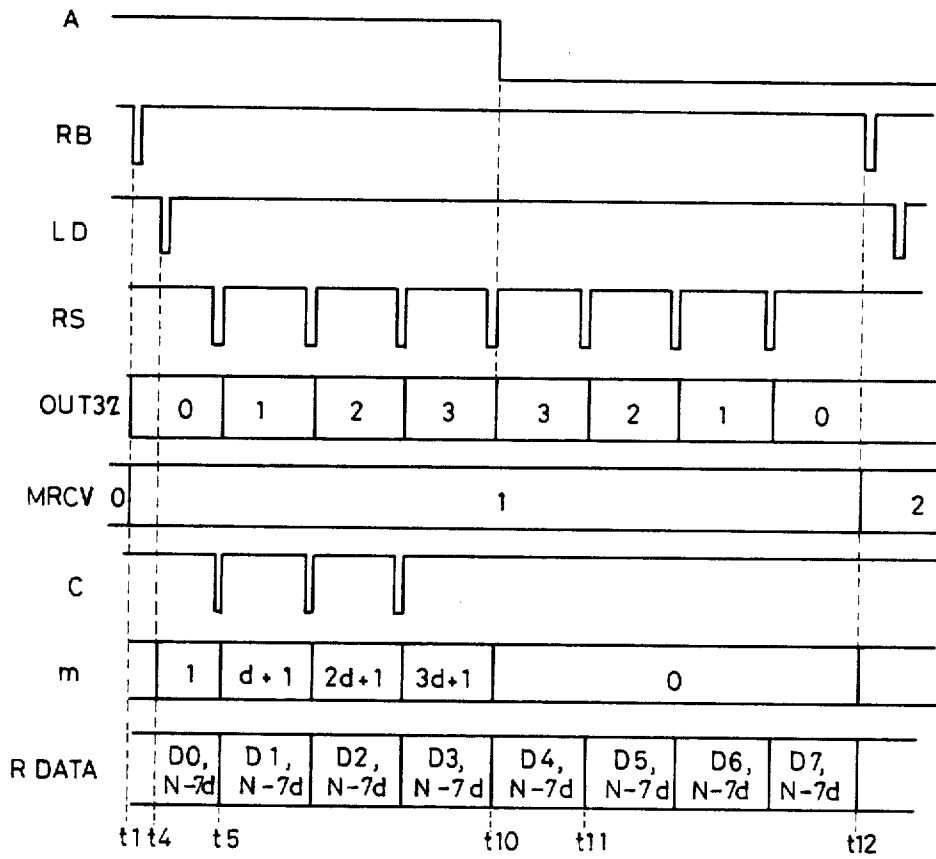 A
RB
LD
RS
OUT32 0 1 2 3 3 2 1 0
MRCV 0 1 2
C
m 1 d+1 2d+1 3d+1 0
R DATA D0, N-7d D1, N-7d D2, N-7d D3, N-7d D4, N-7d D5, N-7d D6, N-7d D7, N-7d
t1 t4 t5 t10 t11 t12